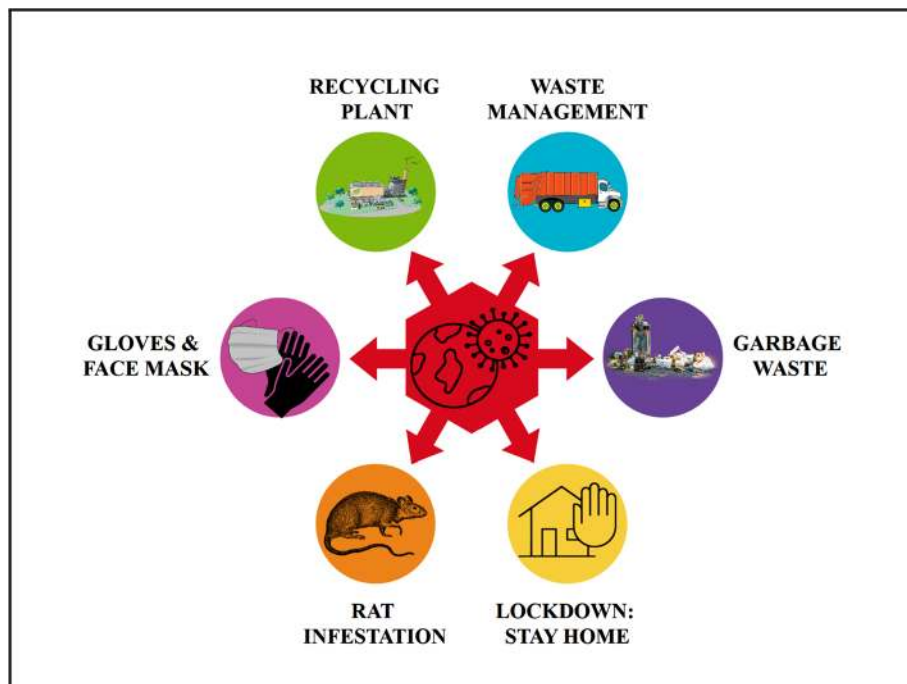 RECYCLING
PLANT
WASTE
MANAGEMENT
GLOVES &
FACE MASK
GARBAGE
WASTE
RAT
INFESTATION
LOCKDOWN:
STAY HOME